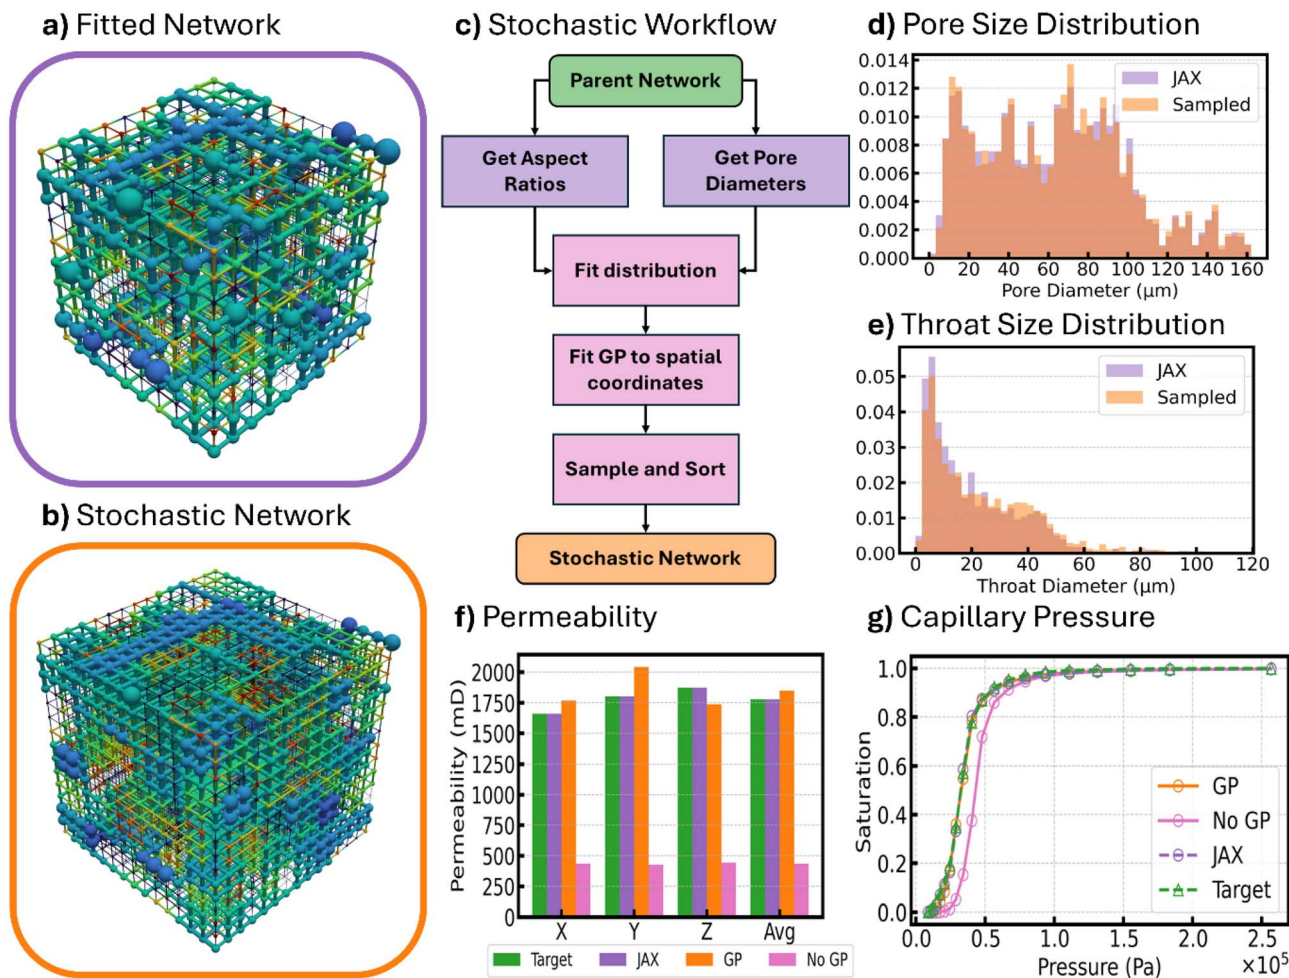 a) Fitted Network
b) Stochastic Network
c) Stochastic Workflow
Parent Network
Get Aspect
Ratios
Get Pore
Diameters
Fit distribution
Fit GP to spatial
coordinates
Sample and Sort
Stochastic Network
d) Pore Size Distribution
0.014
0.012
0.010
0.008
0.006
0.004
0.002
0.000
JAX
Sampled
0 20 40 60 80 100 120 140 160
Pore Diameter (μm)
e) Throat Size Distribution
0.05
0.04
0.03
0.02
0.01
0.00
JAX
Sampled
0 20 40 60 80 100 120
Throat Diameter (μm)
f) Permeability
Permeability (mD)
2000
1750
1500
1250
1000
750
500
250
0
X Y Z Avg
Target JAX GP No GP
g) Capillary Pressure
Saturation
1.0
0.8
0.6
0.4
0.2
0.0
GP
No GP
JAX
Target
0.0 0.5 1.0 1.5 2.0 2.5
Pressure (Pa) ×10⁵